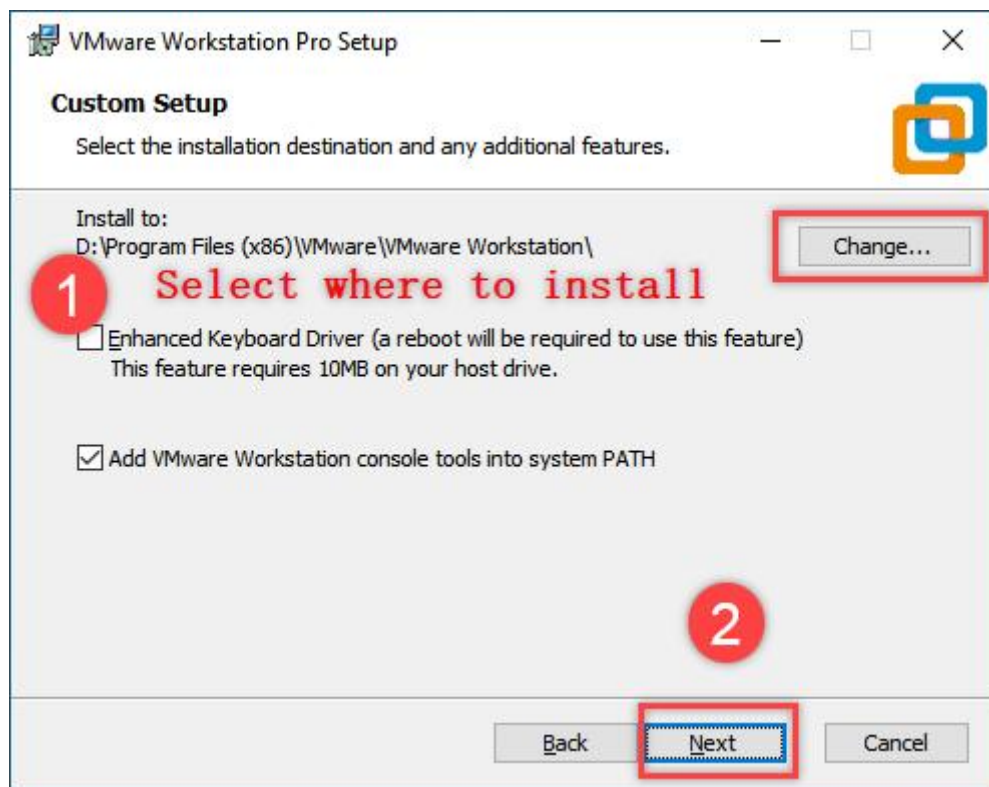 VMware Workstation Pro Setup
Custom Setup
Select the installation destination and any additional features.
Install to:
D:\Program Files (x86)\VMware\VMware Workstation\
Change...
1
Select where to install
Enhanced Keyboard Driver (a reboot will be required to use this feature)
This feature requires 10MB on your host drive.
Add VMware Workstation console tools into system PATH
2
Back
Next
Cancel